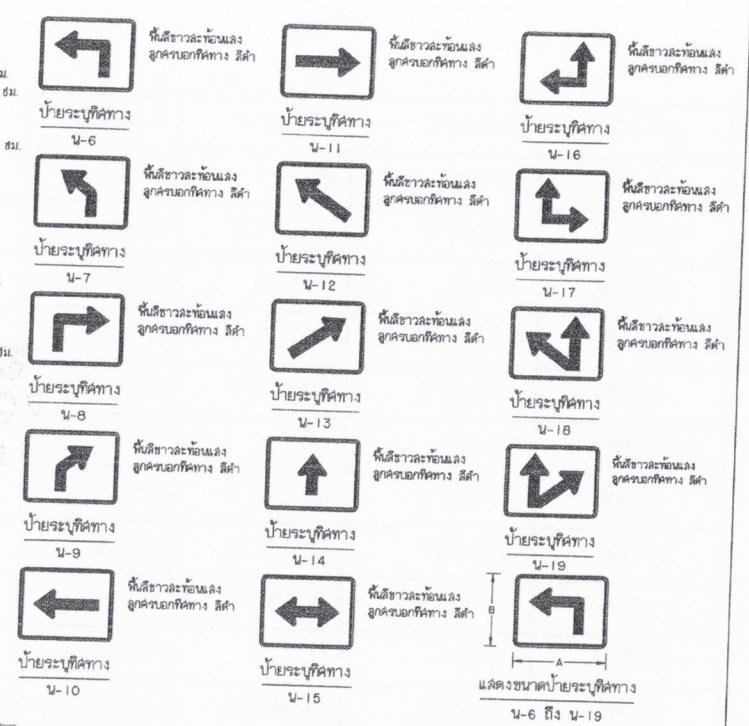 ม.
ซม.
ซม.
ซม.
พื้นสีขาวสะท้อนแสง
ลูกศรบอกทิศทาง สีดำ
ป้ายระบุทิศทาง
น-6
พื้นสีขาวสะท้อนแสง
ลูกศรบอกทิศทาง สีดำ
ป้ายระบุทิศทาง
น-11
พื้นสีขาวสะท้อนแสง
ลูกศรบอกทิศทาง สีดำ
ป้ายระบุทิศทาง
น-16
พื้นสีขาวสะท้อนแสง
ลูกศรบอกทิศทาง สีดำ
ป้ายระบุทิศทาง
น-7
พื้นสีขาวสะท้อนแสง
ลูกศรบอกทิศทาง สีดำ
ป้ายระบุทิศทาง
น-12
พื้นสีขาวสะท้อนแสง
ลูกศรบอกทิศทาง สีดำ
ป้ายระบุทิศทาง
น-17
พื้นสีขาวสะท้อนแสง
ลูกศรบอกทิศทาง สีดำ
ป้ายระบุทิศทาง
น-8
พื้นสีขาวสะท้อนแสง
ลูกศรบอกทิศทาง สีดำ
ป้ายระบุทิศทาง
น-13
พื้นสีขาวสะท้อนแสง
ลูกศรบอกทิศทาง สีดำ
ป้ายระบุทิศทาง
น-18
พื้นสีขาวสะท้อนแสง
ลูกศรบอกทิศทาง สีดำ
ป้ายระบุทิศทาง
น-9
พื้นสีขาวสะท้อนแสง
ลูกศรบอกทิศทาง สีดำ
ป้ายระบุทิศทาง
น-14
พื้นสีขาวสะท้อนแสง
ลูกศรบอกทิศทาง สีดำ
ป้ายระบุทิศทาง
น-19
พื้นสีขาวสะท้อนแสง
ลูกศรบอกทิศทาง สีดำ
ป้ายระบุทิศทาง
น-10
พื้นสีขาวสะท้อนแสง
ลูกศรบอกทิศทาง สีดำ
ป้ายระบุทิศทาง
น-15
B
A
แสดงขนาดป้ายระบุทิศทาง
น-6 ถึง น-19